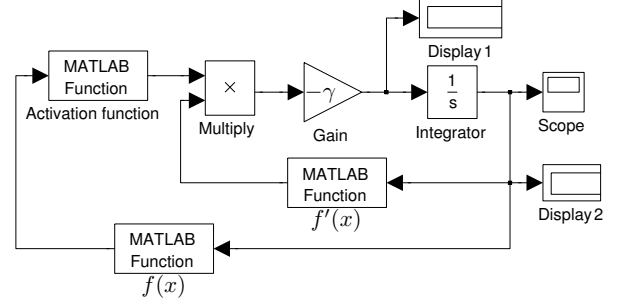 Display 1
MATLAB
Function
Activation function
×
Multiply
−γ
Gain
1
s
Integrator
Scope
MATLAB
Function
f′(x)
Display 2
MATLAB
Function
f(x)